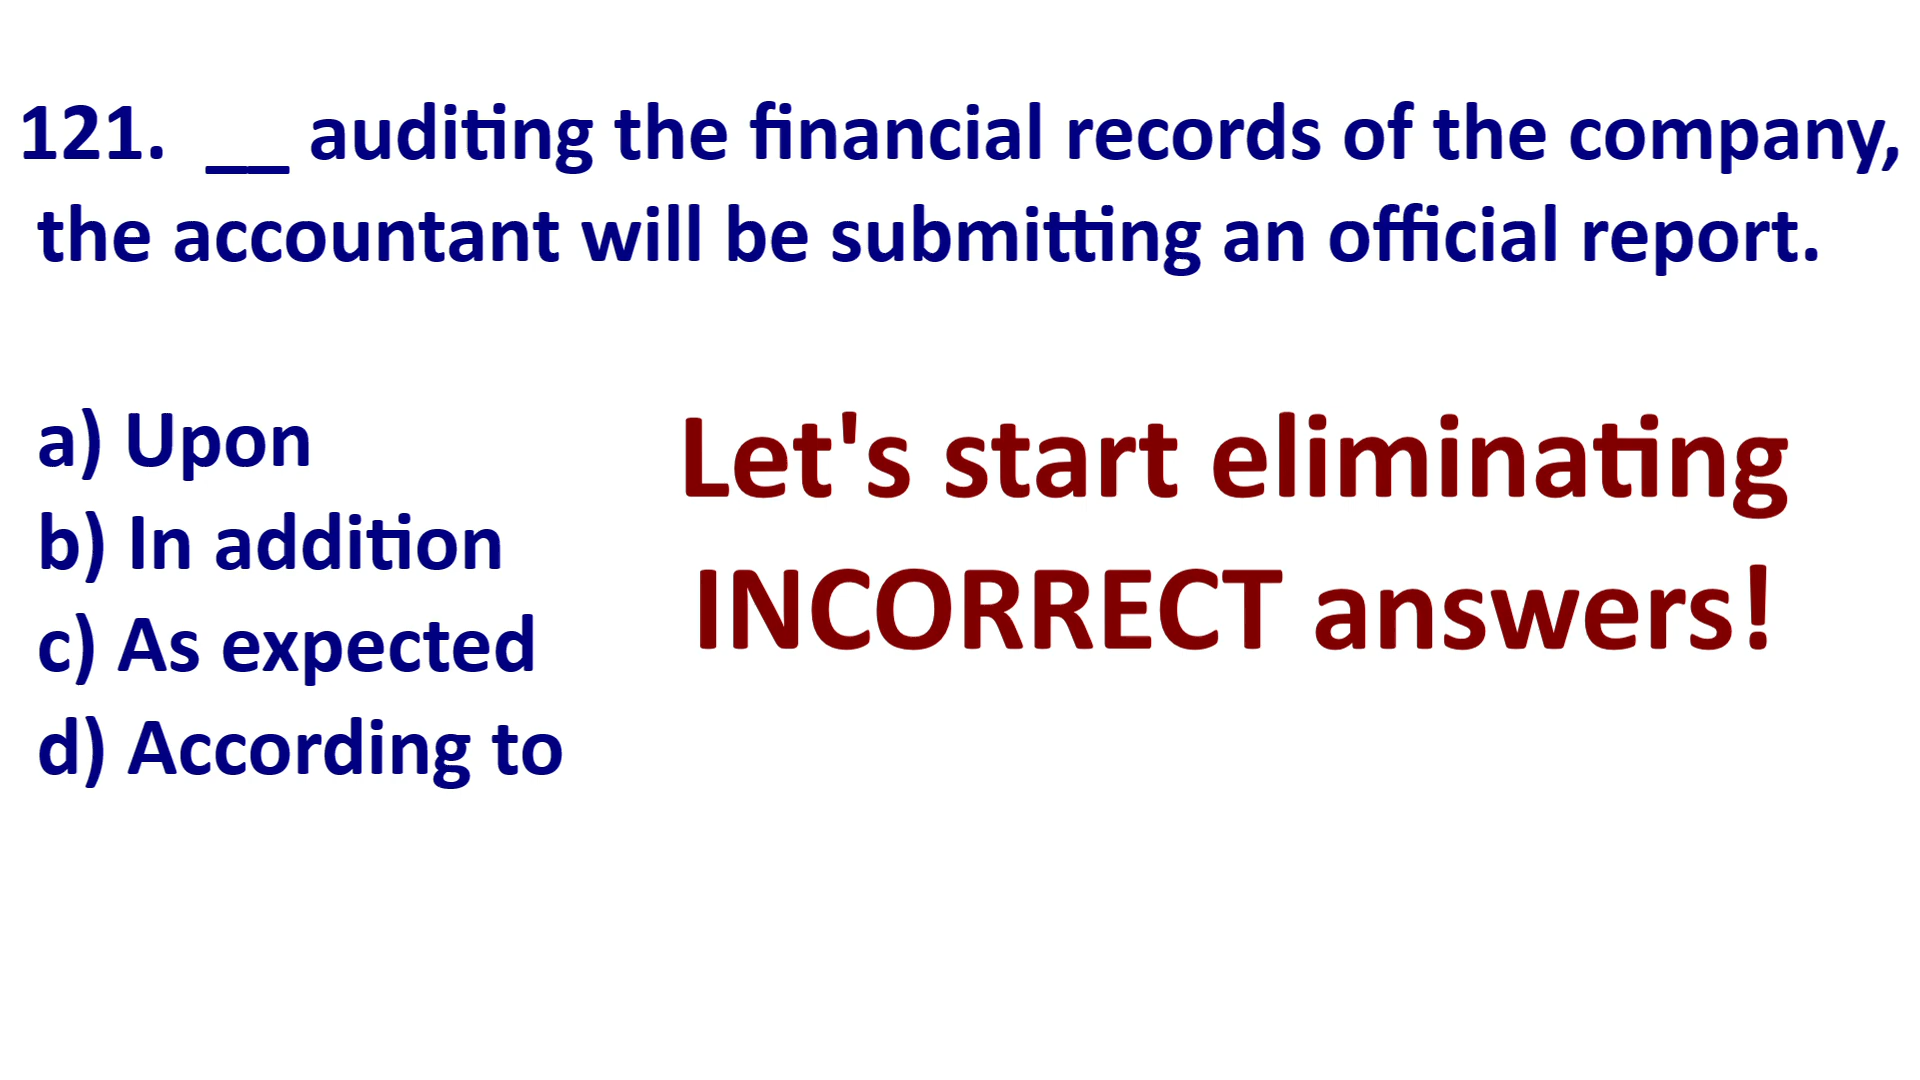 121. __ auditing the financial records of the company,
the accountant will be submitting an official report.
a) Upon
b) In addition
c) As expected
d) According to
Let's start eliminating
INCORRECT answers!